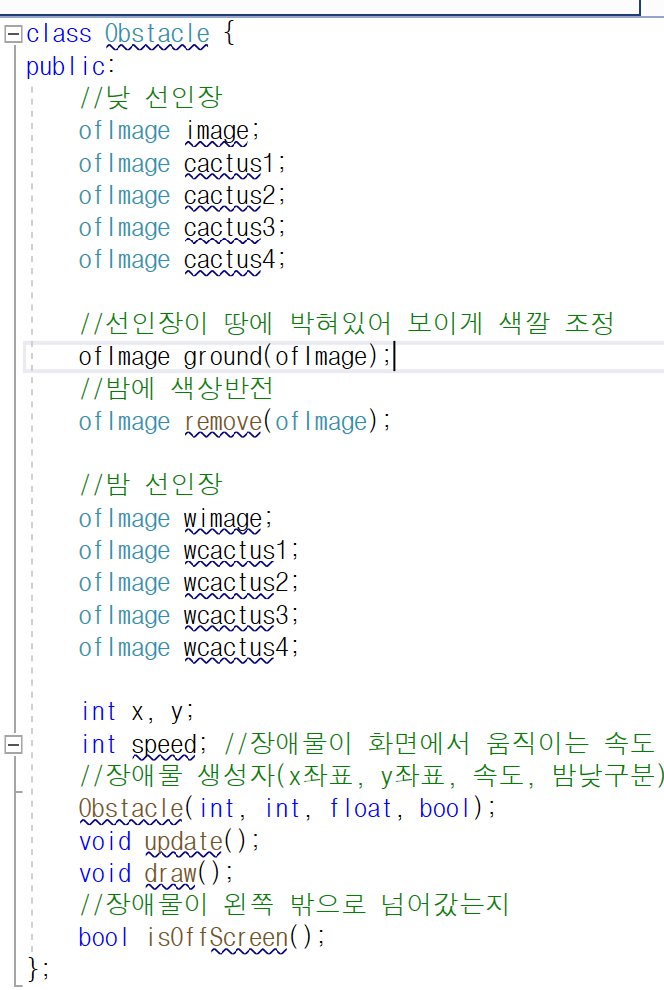 class Obstacle {
public:
//낮 선인장
ofImage image;
ofImage cactus1;
ofImage cactus2;
ofImage cactus3;
ofImage cactus4;
//선인장이 땅에 박혀있어 보이게 색깔 조정
ofImage ground(ofImage);
//밤에 색상반전
ofImage remove(ofImage);
//밤 선인장
ofImage wimage;
ofImage wcactus1;
ofImage wcactus2;
ofImage wcactus3;
ofImage wcactus4;
int x, y;
int speed; //장애물이 화면에서 움직이는 속도
//장애물 생성자(x좌표, y좌표, 속도, 밤낮구분)
Obstacle(int, int, float, bool);
void update();
void draw();
//장애물이 왼쪽 밖으로 넘어갔는지
bool isOffScreen();
};